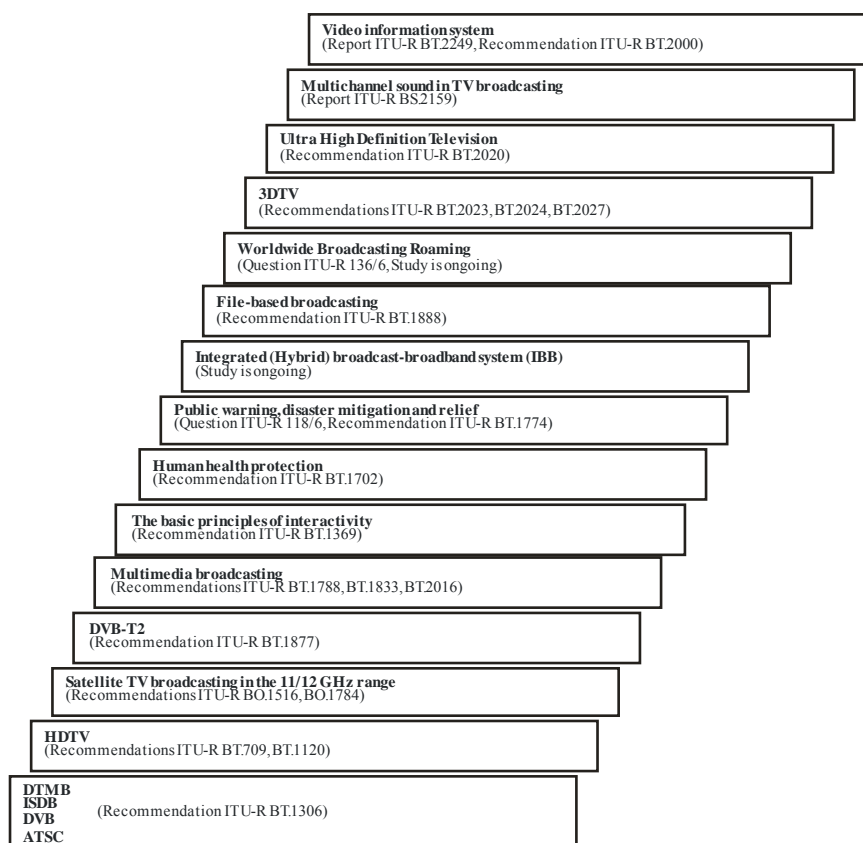 Video information system
(Report ITU-R BT.2249, Recommendation ITU-R BT.2000)
Multichannel sound in TV broadcasting
(Report ITU-R BS.2159)
Ultra High Definition Television
(Recommendation ITU-R BT.2020)
3DTV
(Recommendations ITU-R BT.2023, BT.2024, BT.2027)
Worldwide Broadcasting Roaming
(Question ITU-R 136/6, Study is ongoing)
File-based broadcasting
(Recommendation ITU-R BT.1888)
Integrated (Hybrid) broadcast-broadband system (IBB)
(Study is ongoing)
Public warning, disaster mitigation and relief
(Question ITU-R 118/6, Recommendation ITU-R BT.1774)
Human health protection
(Recommendation ITU-R BT.1702)
The basic principles of interactivity
(Recommendation ITU-R BT.1369)
Multimedia broadcasting
(Recommendations ITU-R BT.1788, BT.1833, BT.2016)
DVB-T2
(Recommendation ITU-R BT.1877)
Satellite TV broadcasting in the 11/12 GHz range
(Recommendations ITU-R BO.1516, BO.1784)
HDTV
(Recommendations ITU-R BT.709, BT.1120)
DTMB
ISDB
(Recommendation ITU-R BT.1306)
DVB
ATSC